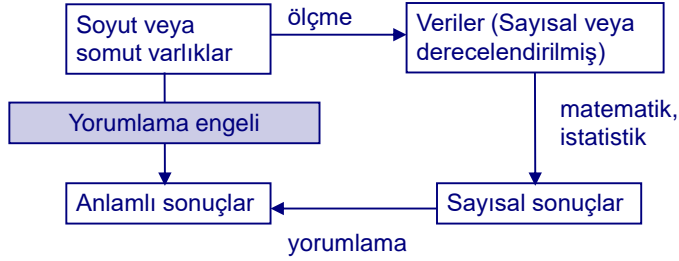 Soyut veya
somut varlıklar
ölçme
Veriler (Sayısal veya
derecelendirilmiş)
Yorumlama engeli
matematik,
istatistik
Anlamlı sonuçlar
Sayısal sonuçlar
yorumlama